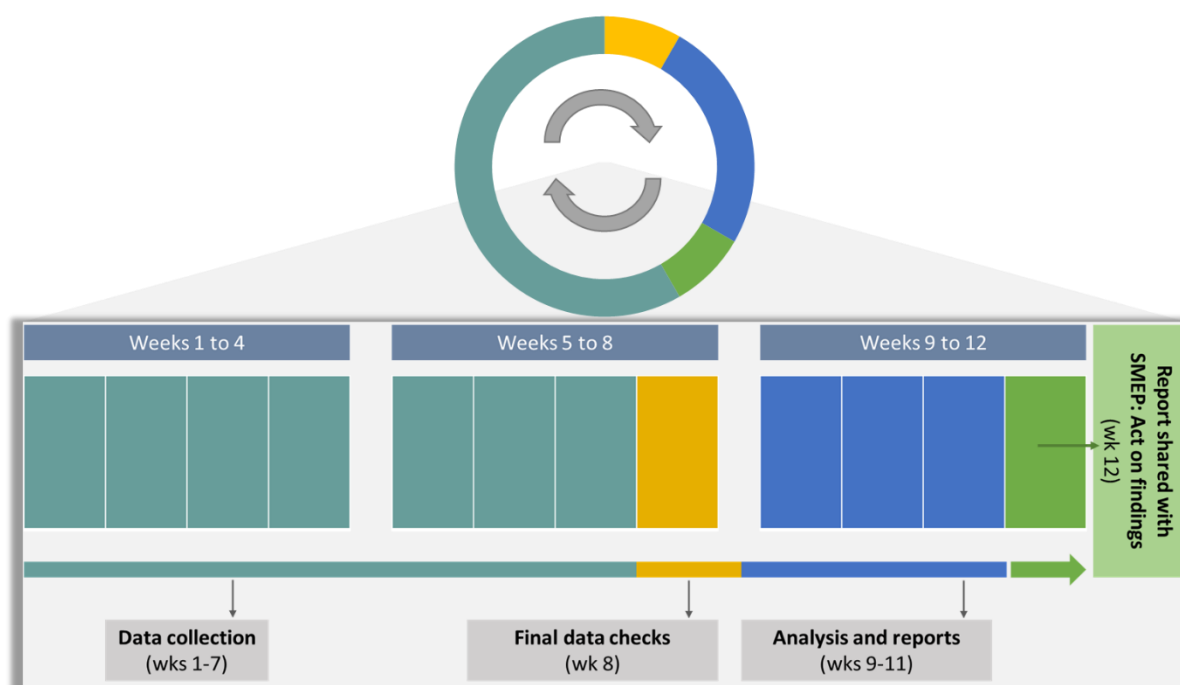 Weeks 1 to 4
Weeks 5 to 8
Weeks 9 to 12
Report shared with
SMEP: Act on findings
(wk 12)
Data collection
(wks 1-7)
Final data checks
(wk 8)
Analysis and reports
(wks 9-11)